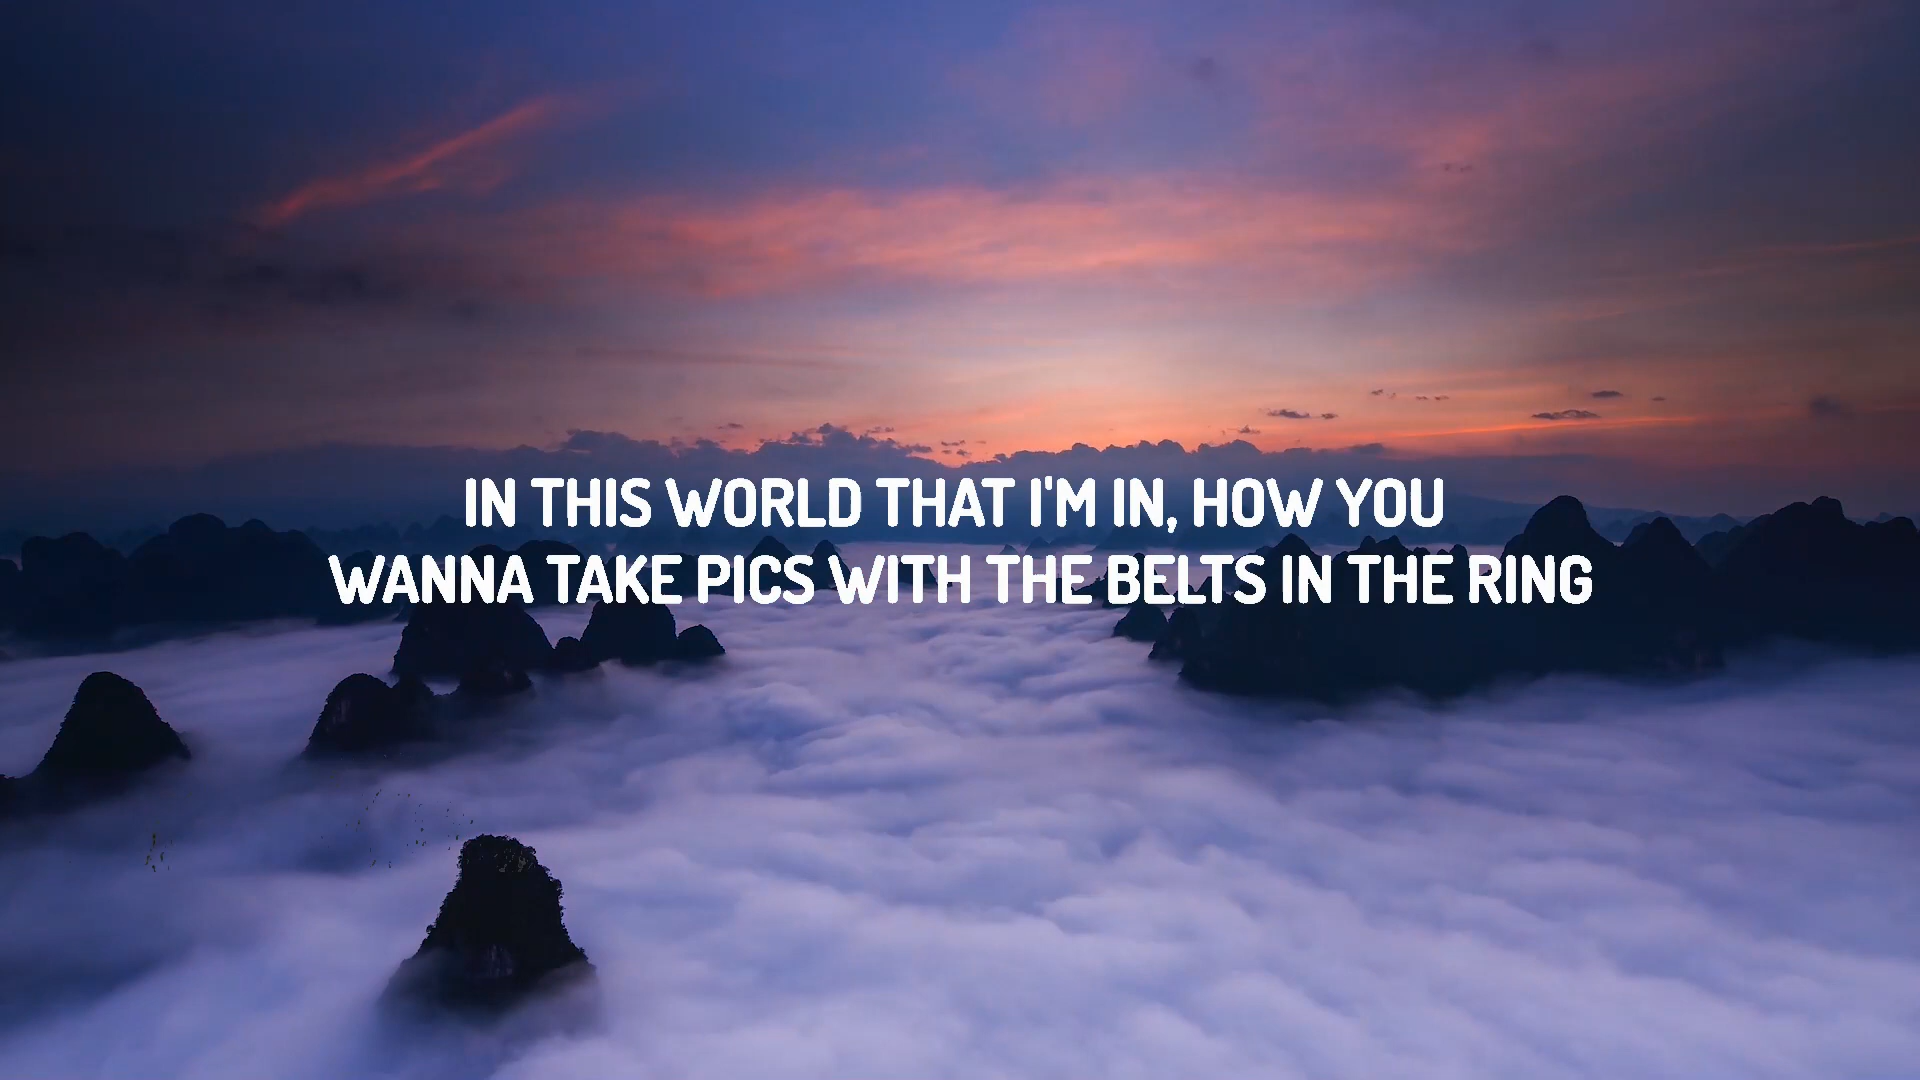 IN THIS WORLD THAT I'M IN, HOW YOU
WANNA TAKE PICS WITH THE BELTS IN THE RING